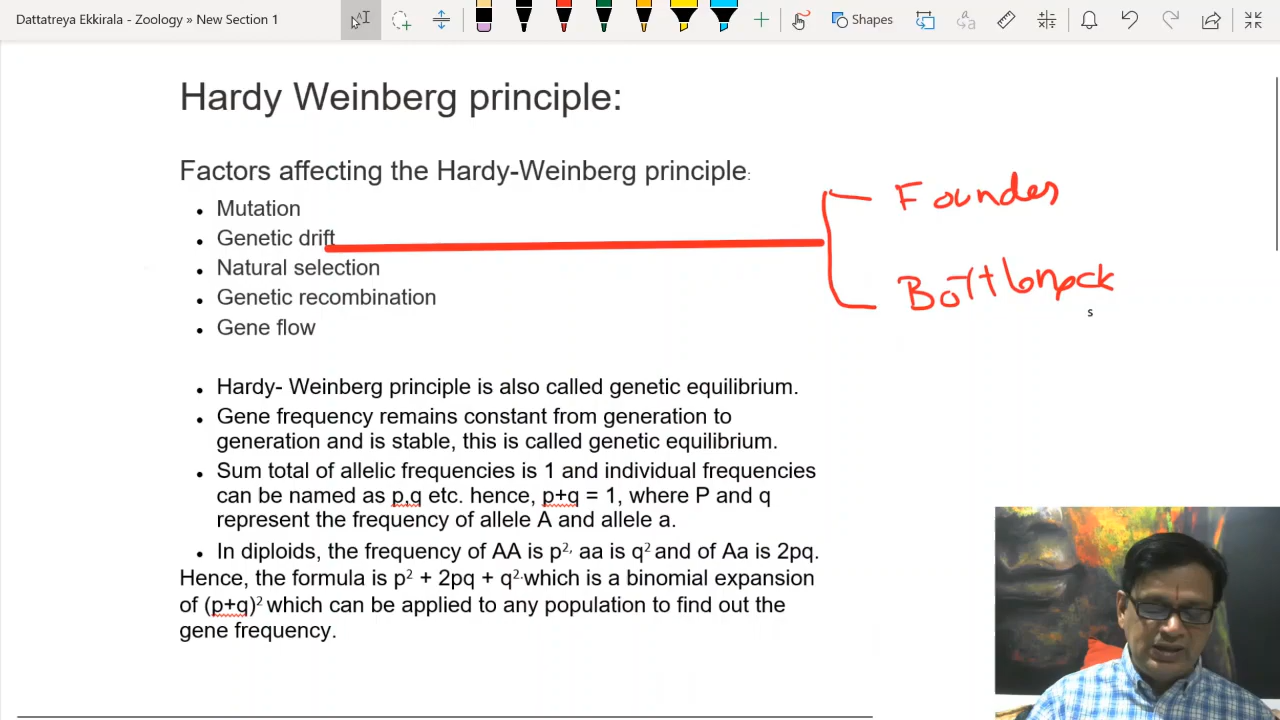 Dattatreya Ekkirala - Zoology » New Section 1
Shapes
Hardy Weinberg principle:
Factors affecting the Hardy-Weinberg principle:
• Mutation
• Genetic drift
• Natural selection
• Genetic recombination
• Gene flow
Founder
Bottleneck
s
• Hardy- Weinberg principle is also called genetic equilibrium.
• Gene frequency remains constant from generation to
generation and is stable, this is called genetic equilibrium.
• Sum total of allelic frequencies is 1 and individual frequencies
can be named as p,q etc. hence, p+q = 1, where P and q
represent the frequency of allele A and allele a.
• In diploids, the frequency of AA is p², aa is q² and of Aa is 2pq.
Hence, the formula is p² + 2pq + q².which is a binomial expansion
of (p+q)² which can be applied to any population to find out the
gene frequency.